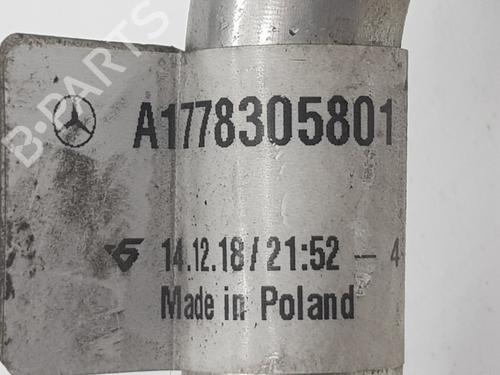 A1778305801
14.12.18/21:52 - 4
Made in Poland
B-PARTS